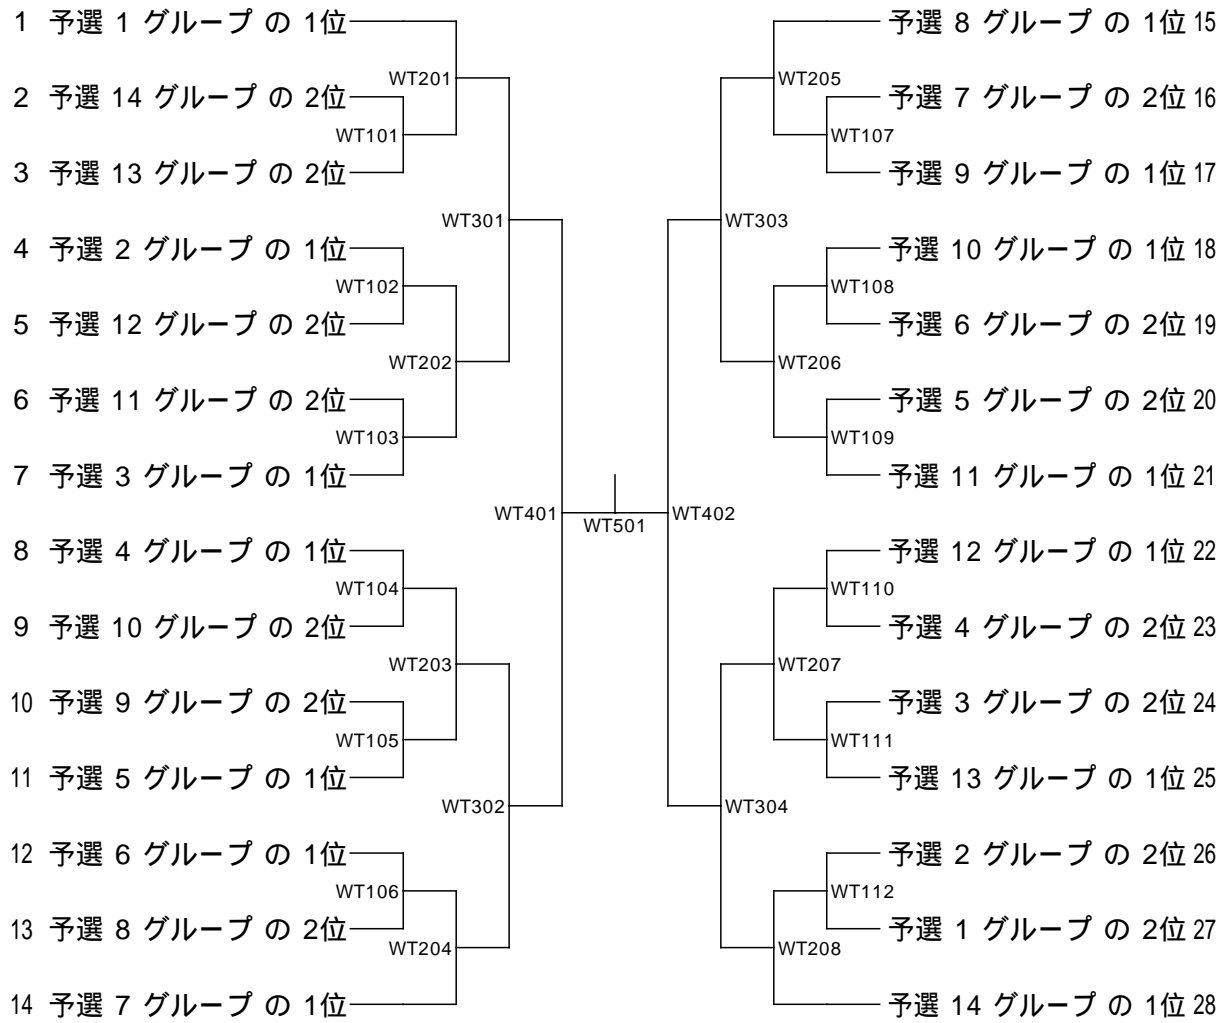 1 予選 1 グループ の 1位
WT201
2 予選 14 グループ の 2位
WT101
3 予選 13 グループ の 2位
WT301
4 予選 2 グループ の 1位
WT102
5 予選 12 グループ の 2位
WT202
6 予選 11 グループ の 2位
WT103
7 予選 3 グループ の 1位
WT401
8 予選 4 グループ の 1位
WT104
9 予選 10 グループ の 2位
WT203
10 予選 9 グループ の 2位
WT105
11 予選 5 グループ の 1位
WT302
12 予選 6 グループ の 1位
WT106
13 予選 8 グループ の 2位
WT204
14 予選 7 グループ の 1位
WT501
予選 8 グループ の 1位 15
WT205
予選 7 グループ の 2位 16
WT107
予選 9 グループ の 1位 17
WT303
予選 10 グループ の 1位 18
WT108
予選 6 グループ の 2位 19
WT206
予選 5 グループ の 2位 20
WT109
予選 11 グループ の 1位 21
WT402
予選 12 グループ の 1位 22
WT110
予選 4 グループ の 2位 23
WT207
予選 3 グループ の 2位 24
WT111
予選 13 グループ の 1位 25
WT304
予選 2 グループ の 2位 26
WT112
予選 1 グループ の 2位 27
WT208
予選 14 グループ の 1位 28